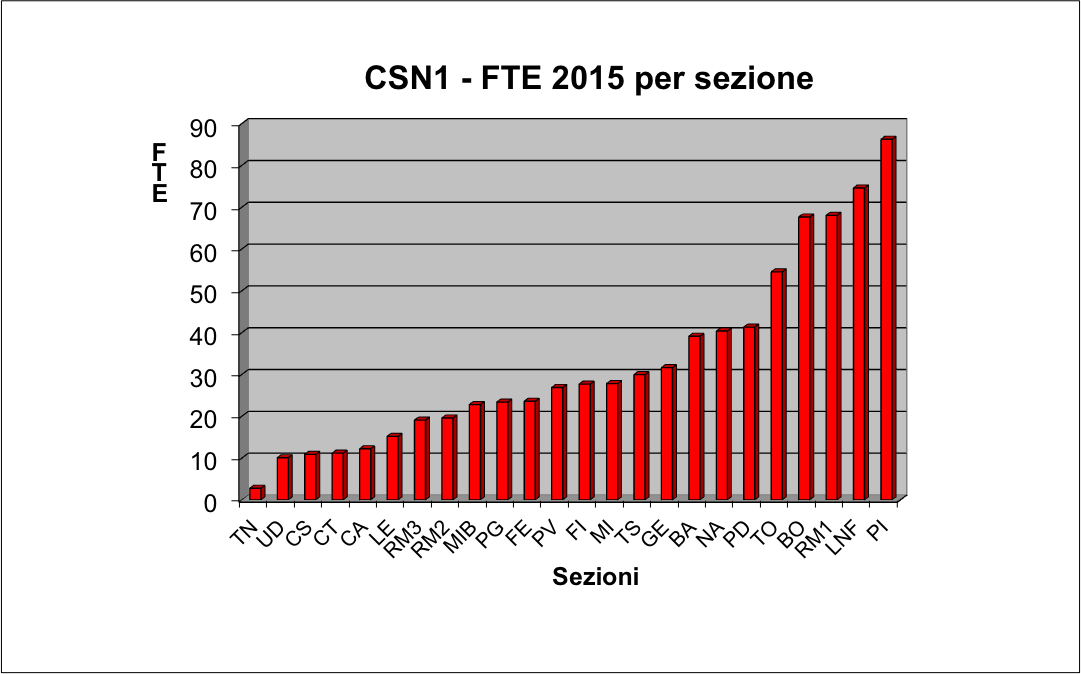 CSN1 - FTE 2015 per sezione
FTE
90
80
70
60
50
40
30
20
10
0
TN UD CS CT CA LE RM3 RM2 MIB PG FE PV FI MI TS GE BA NA PD TO BO RM1 LNF PI
Sezioni